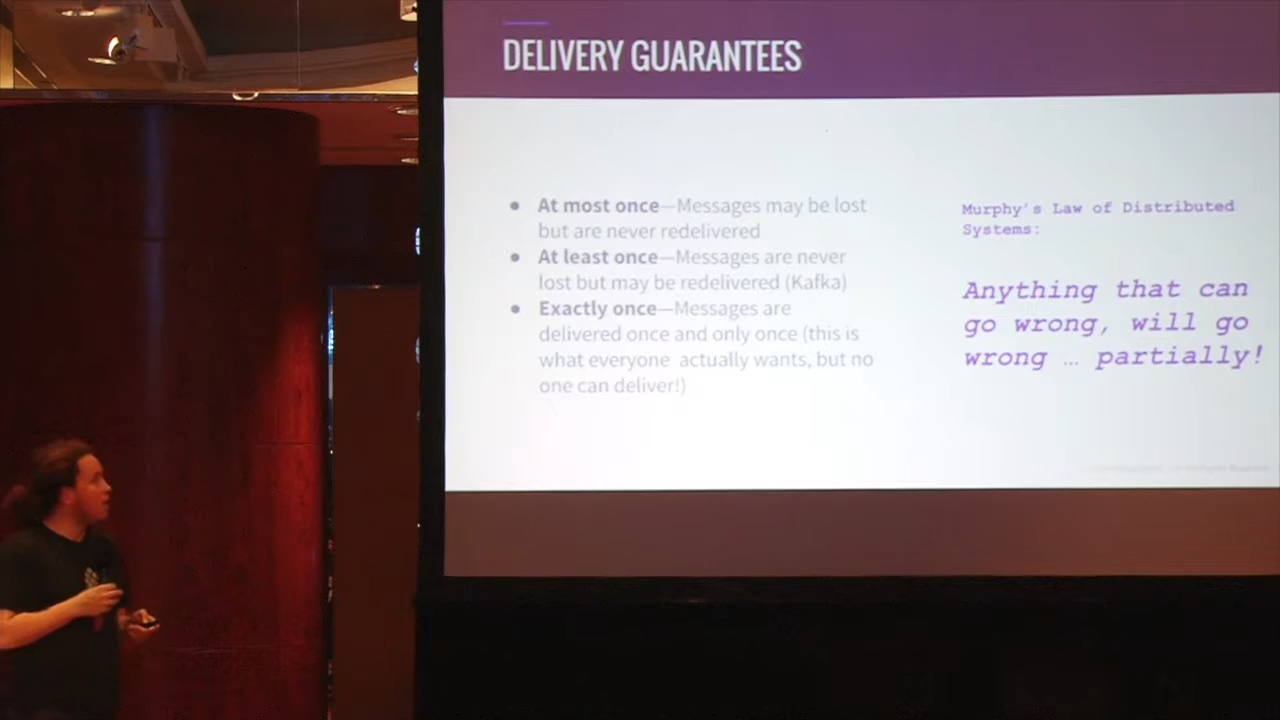 DELIVERY GUARANTEES
● At most once—Messages may be lost
but are never redelivered
● At least once—Messages are never
lost but may be redelivered (Kafka)
● Exactly once—Messages are
delivered once and only once (this is
what everyone actually wants, but no
one can deliver!)
Murphy's Law of Distributed
Systems:
Anything that can
go wrong, will go
wrong … partially!